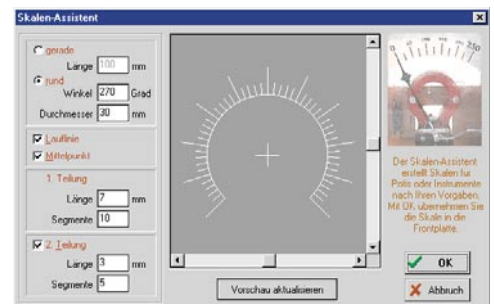 Skalen-Assistent
gerade
Länge 100 mm
rund
Winkel 270 Grad
Durchmesser 30 mm
Lauflinie
Mittelpunkt
1. Teilung
Länge 7 mm
Segmente 10
2. Teilung
Länge 3 mm
Segmente 5
Vorschau aktualisieren
250
Der Skalen-Assistent
erstellt Skalen für
Potis oder Instrumente
nach Ihren Vorgaben.
Mit OK übernehmen Sie
die Skale in die
Frontplatte.
OK
Abbruch